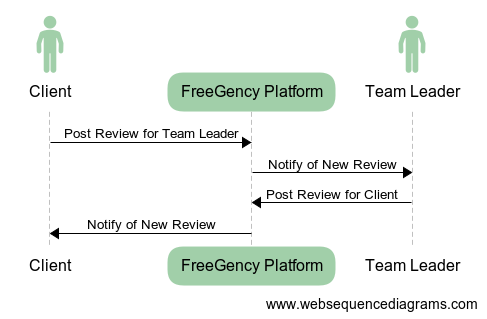 Client
FreeGency Platform
Team Leader
Post Review for Team Leader
Notify of New Review
Post Review for Client
Notify of New Review
Client
FreeGency Platform
Team Leader
www.websequencediagrams.com